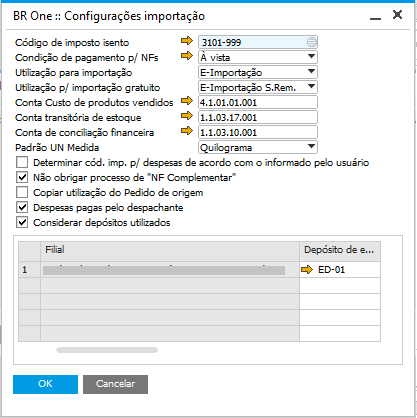 BR One :: Configurações importação
Código de imposto isento 3101-999
Condição de pagamento p/ NFs À vista
Utilização para importação E-Importação
Utilização p/ importação gratuito E-Importação S.Rem.
Conta Custo de produtos vendidos 4.1.01.01.001
Conta transitória de estoque 1.1.03.17.001
Conta de conciliação financeira 1.1.03.10.001
Padrão UN Medida Quilograma
Determinar cód. imp. p/ despesas de acordo com o informado pelo usuário
Não obrigar processo de "NF Complementar"
Copiar utilização do Pedido de origem
Despesas pagas pelo despachante
Considerar depósitos utilizados
Filial Depósito de e...
1 ED-01
OK Cancelar